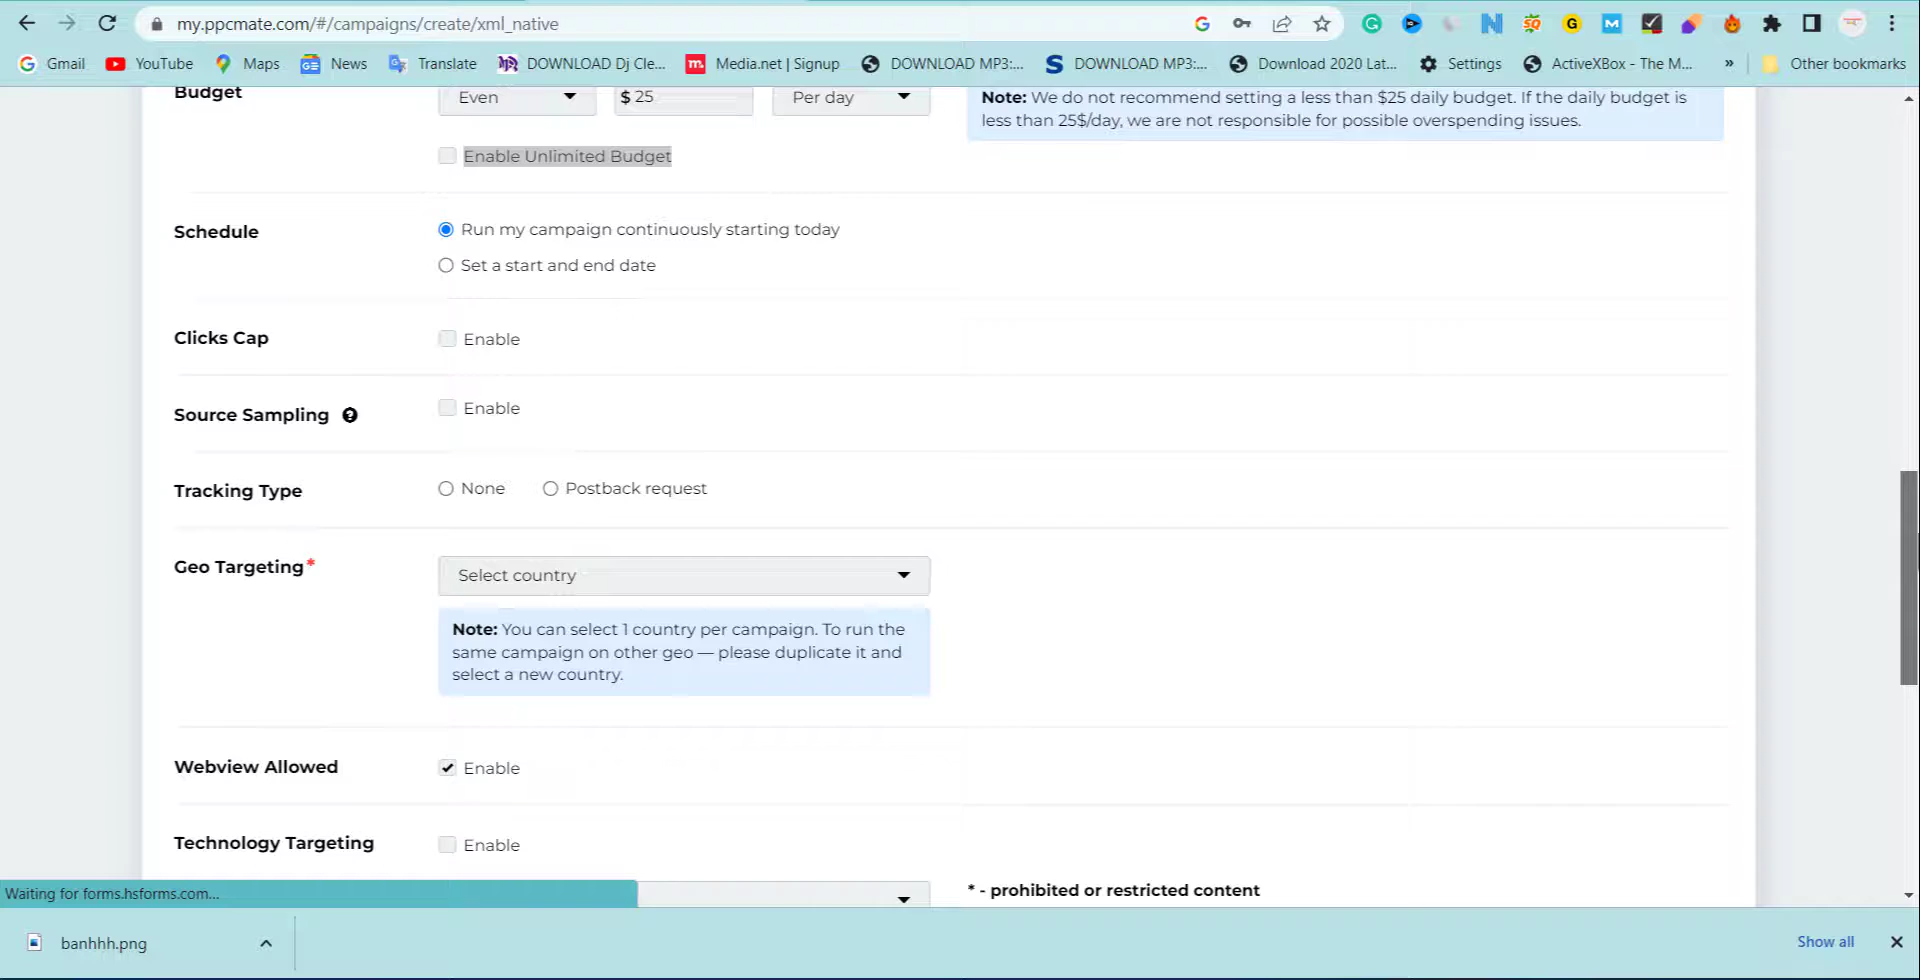 my.ppcmate.com/#/campaigns/create/xml_native
Gmail YouTube Maps News Translate DOWNLOAD Dj Cle... Media.net | Signup DOWNLOAD MP3:... DOWNLOAD MP3:... Download 2020 Lat... Settings ActiveXBox - The M... » Other bookmarks
Budget Even $ 25 Per day
Note: We do not recommend setting a less than $25 daily budget. If the daily budget is
less than 25$/day, we are not responsible for possible overspending issues.
Enable Unlimited Budget
Schedule Run my campaign continuously starting today
Set a start and end date
Clicks Cap Enable
Source Sampling ? Enable
Tracking Type None Postback request
Geo Targeting* Select country
Note: You can select 1 country per campaign. To run the
same campaign on other geo — please duplicate it and
select a new country.
Webview Allowed Enable
Technology Targeting Enable
* - prohibited or restricted content
Waiting for forms.hsforms.com...
banhhh.png Show all